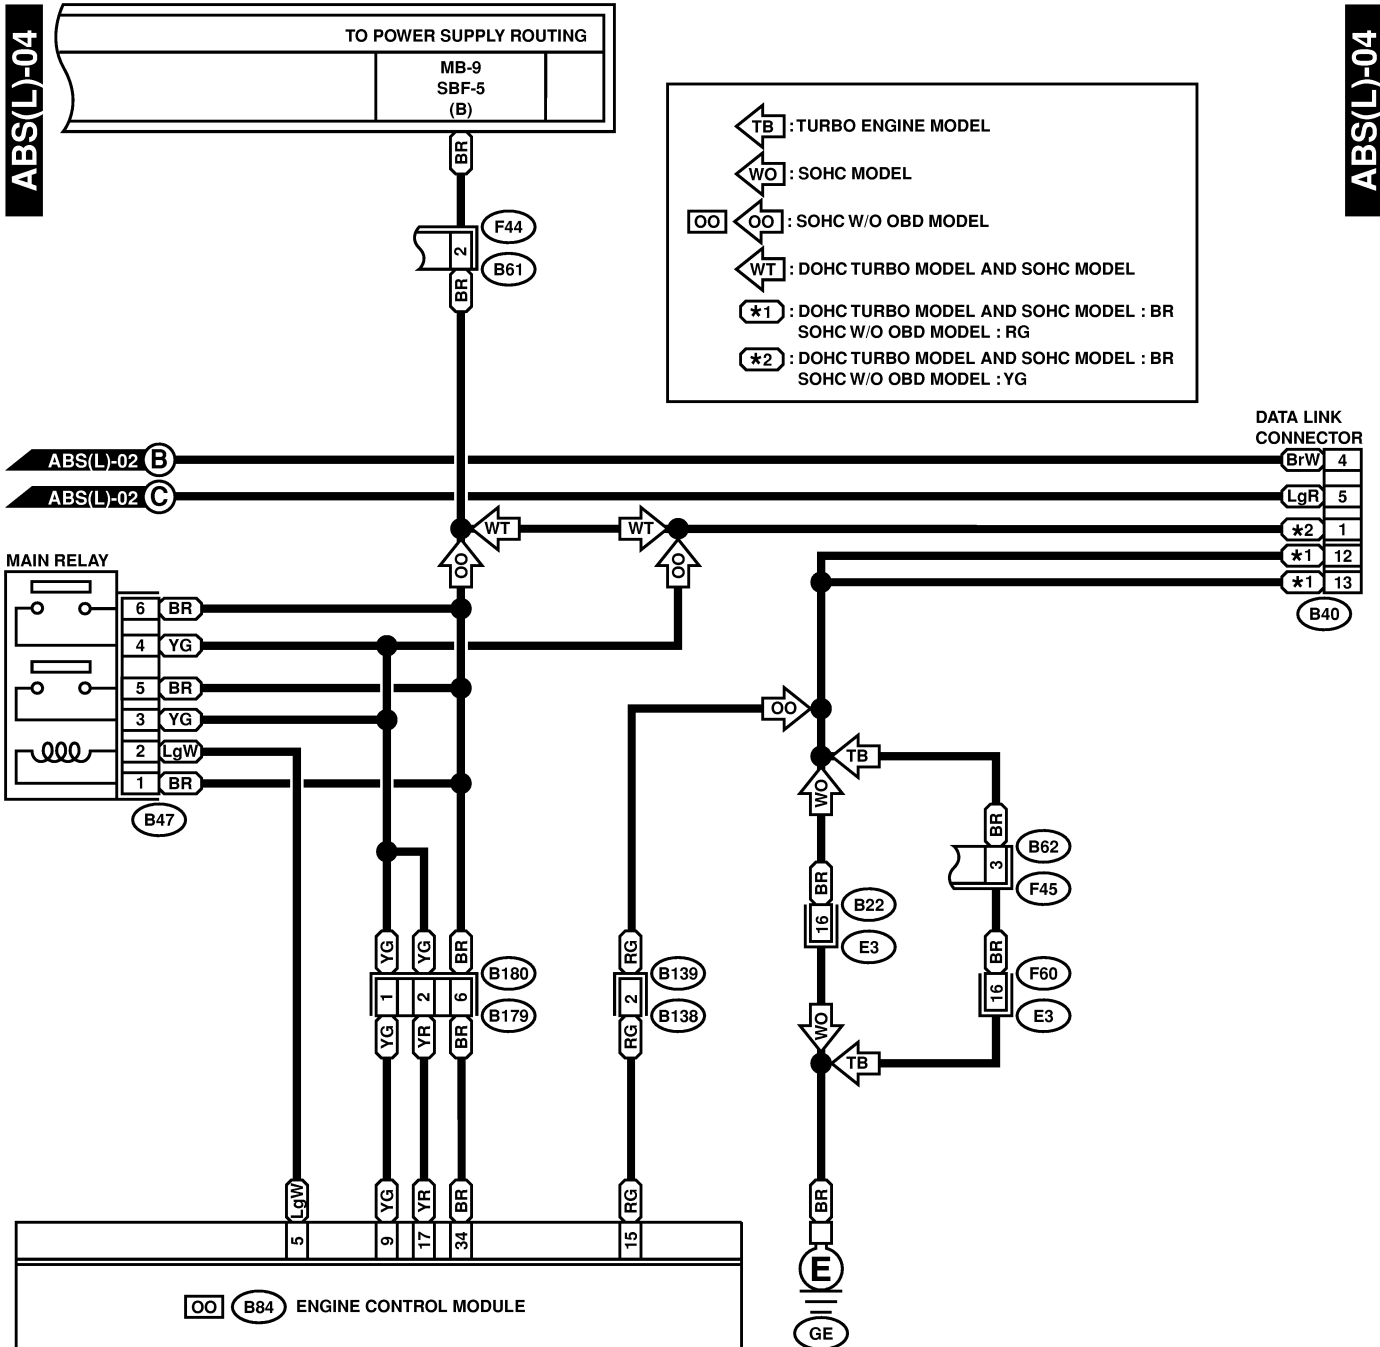 ABS(L)-04
TO POWER SUPPLY ROUTING
MB-9
SBF-5
(B)
BR
F44
2
B61
BR
ABS(L)-04
TB : TURBO ENGINE MODEL
WO : SOHC MODEL
OO OO : SOHC W/O OBD MODEL
WT : DOHC TURBO MODEL AND SOHC MODEL
*1 : DOHC TURBO MODEL AND SOHC MODEL : BR
SOHC W/O OBD MODEL : RG
*2 : DOHC TURBO MODEL AND SOHC MODEL : BR
SOHC W/O OBD MODEL : YG
DATA LINK
CONNECTOR
ABS(L)-02 B
BrW 4
ABS(L)-02 C
LgR 5
WT WT
*2 1
*1 12
*1 13
B40
OO OO
MAIN RELAY
6 BR
4 YG
5 BR
3 YG
2 LgW
1 BR
B47
OO
TB
WO
BR
B62
3
F45
BR
B22
16
E3
YG YG BR
B180
1 2 6
B179
YG YR BR
RG
B139
2
B138
RG
BR
F60
16
E3
WO
TB
LgW YG YR BR RG BR
5 9 17 34 15
E
GE
OO B84 ENGINE CONTROL MODULE